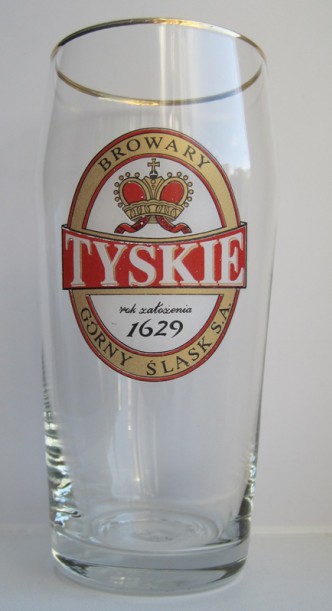 BROWARY
TYSKIE
rok założenia
1629
GÓRNY ŚLĄSK S.A.